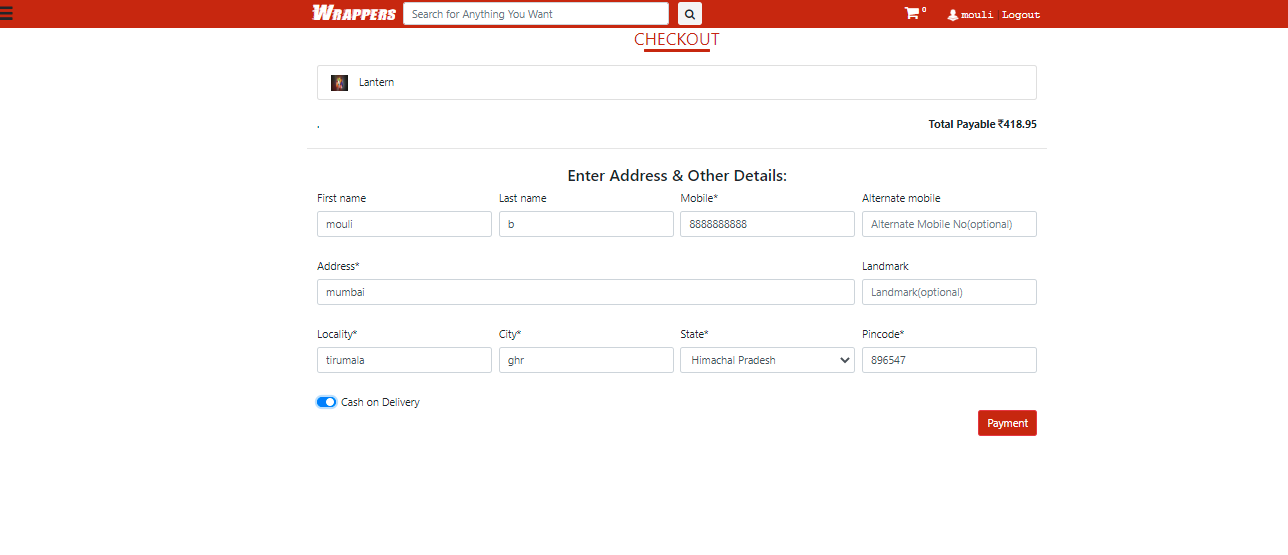 WRAPPERS Search for Anything You Want 0 mouli | Logout
CHECKOUT
Lantern
. Total Payable ₹418.95
Enter Address & Other Details:
First name Last name Mobile* Alternate mobile
mouli b 8888888888 Alternate Mobile No(optional)
Address* Landmark
mumbai Landmark(optional)
Locality* City* State* Pincode*
tirumala ghr Himachal Pradesh 896547
Cash on Delivery
Payment